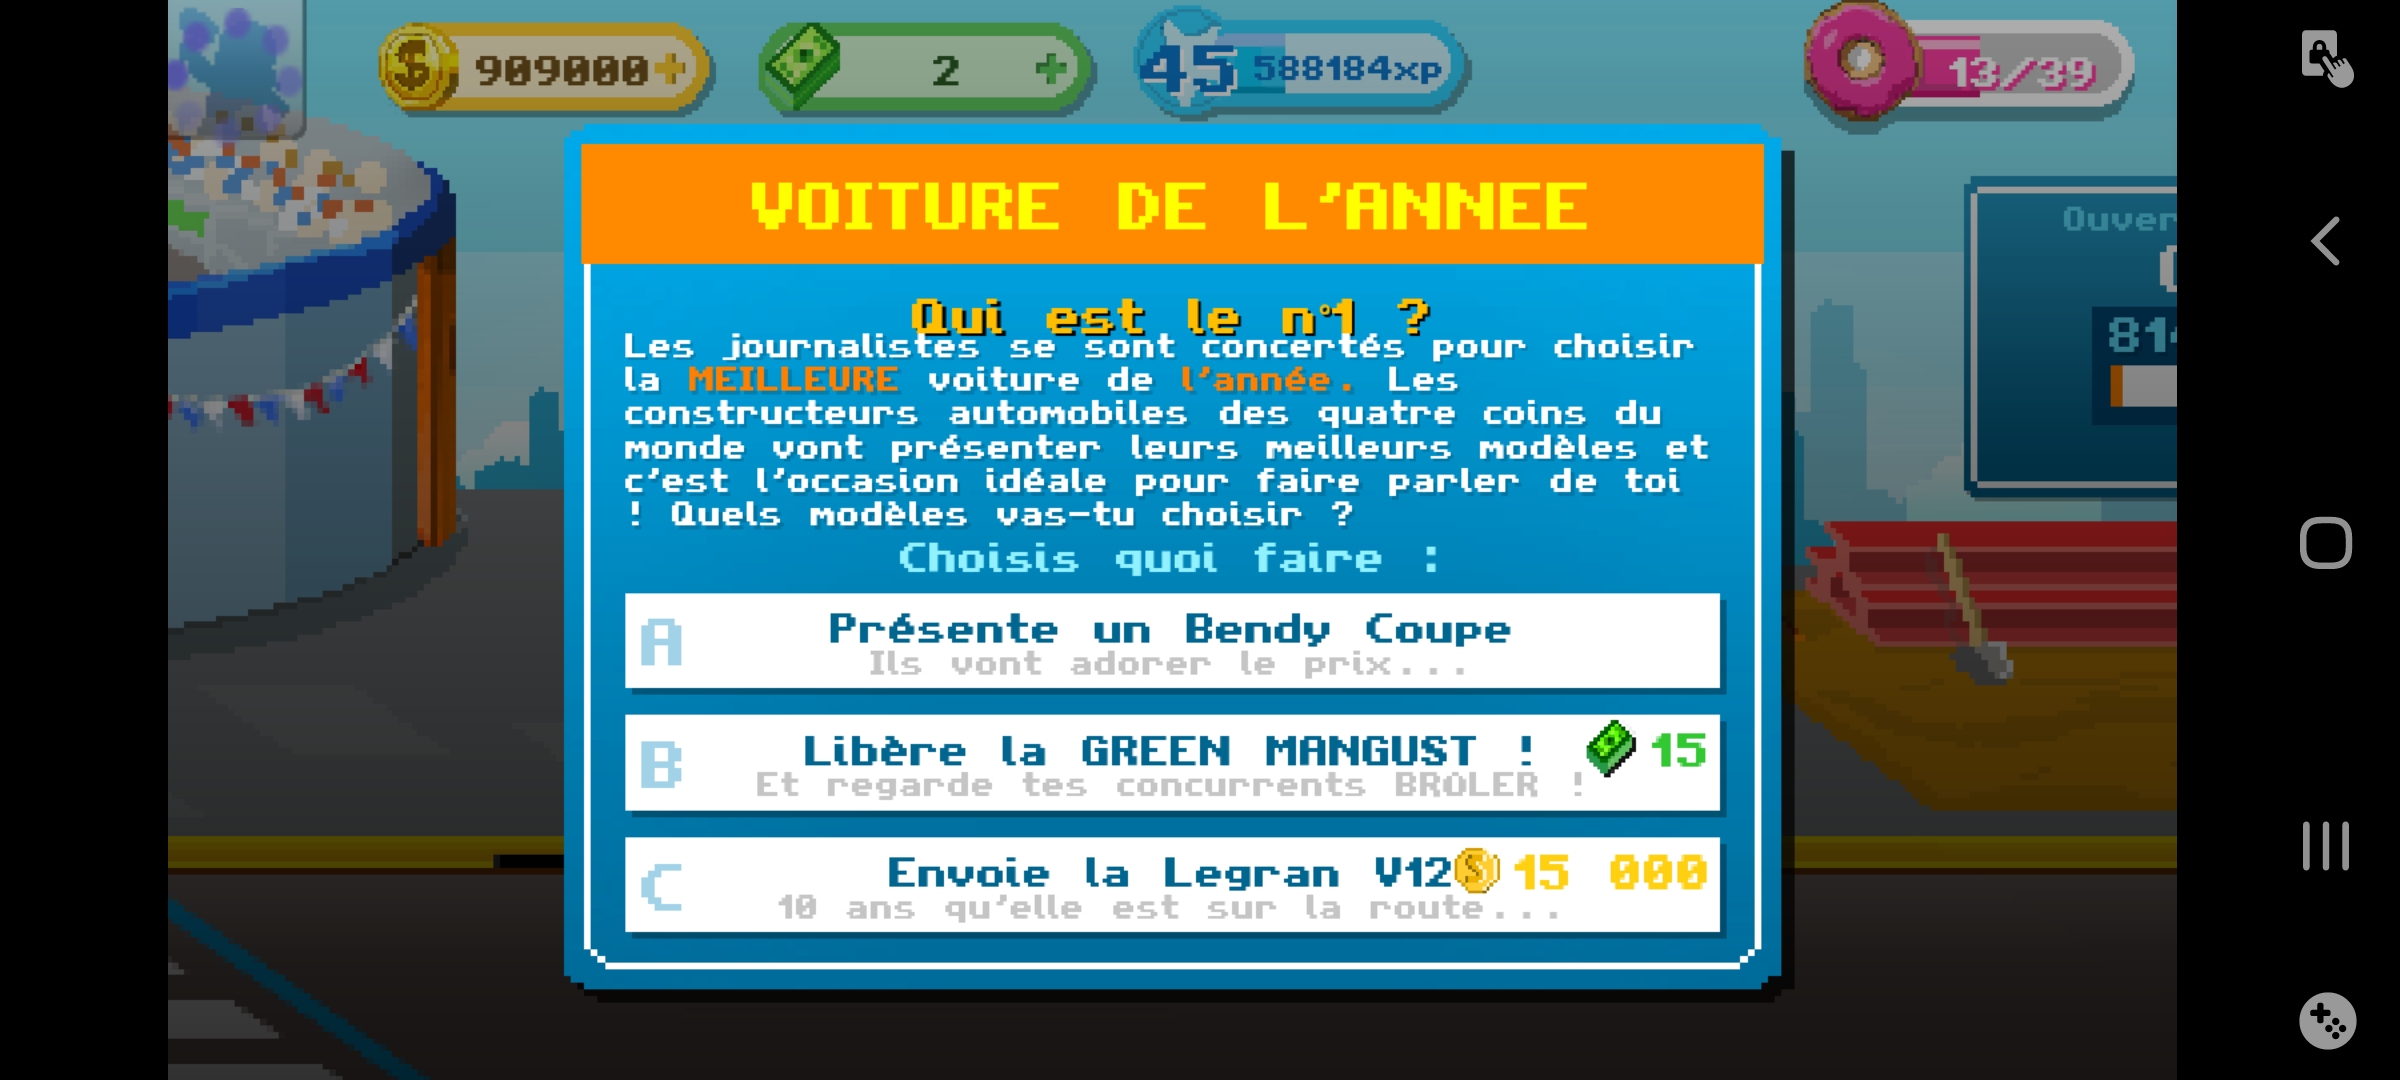 909000
2
45 588184xp
13/39
VOITURE DE L'ANNEE
Qui est le n°1 ?
Les journalistes se sont concertés pour choisir
la MEILLEURE voiture de l'année. Les
constructeurs automobiles des quatre coins du
monde vont présenter leurs meilleurs modèles et
c'est l'occasion idéale pour faire parler de toi
! Quels modèles vas-tu choisir ?
Choisis quoi faire :
A Présente un Bendy Coupe
Ils vont adorer le prix...
B Libère la GREEN MANGUST ! 15
Et regarde tes concurrents BROLER !
C Envoie la Legran V12 15 000
10 ans qu'elle est sur la route...
Ouver